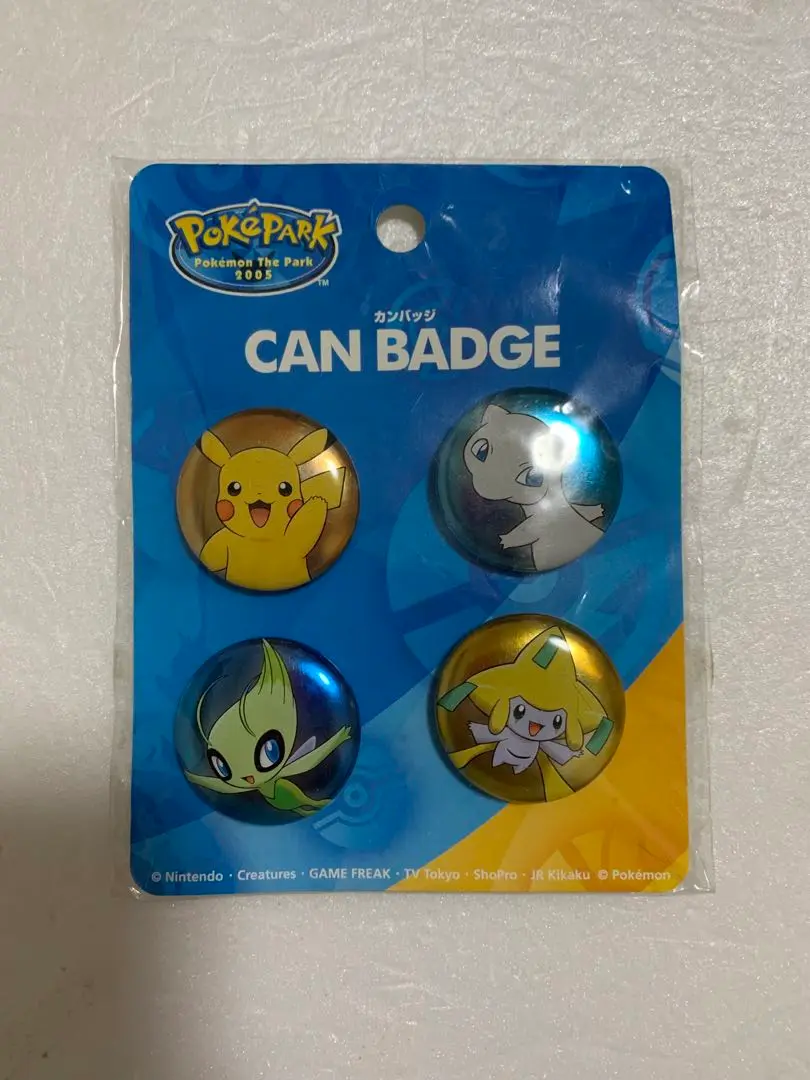 POKéPARK
Pokémon The Park
2005
TM
カンバッジ
CAN BADGE
© Nintendo · Creatures · GAME FREAK · TV Tokyo · ShoPro · JR Kikaku © Pokémon